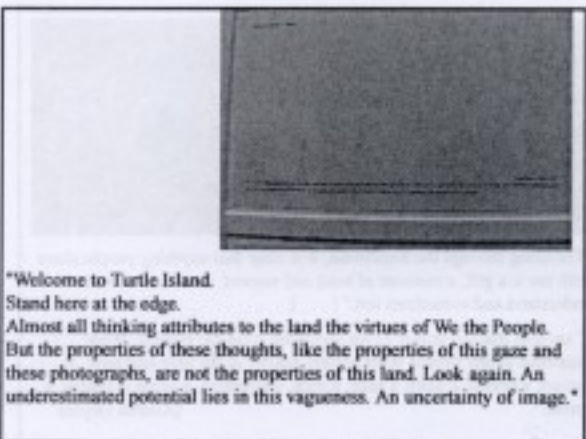 "Welcome to Turtle Island.
Stand here at the edge.
Almost all thinking attributes to the land the virtues of We the People.
But the properties of these thoughts, like the properties of this gaze and
these photographs, are not the properties of this land. Look again. An
underestimated potential lies in this vagueness. An uncertainty of image."